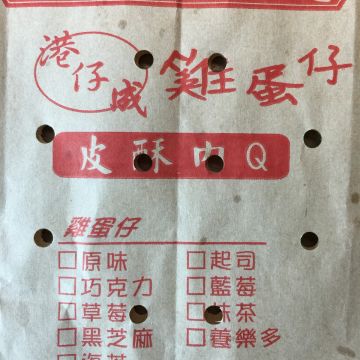 港仔成 雞蛋仔
皮酥內Q
雞蛋仔
□原味 □起司
□巧克力 □藍莓
□草莓 □抹茶
□黑芝麻 □養樂多